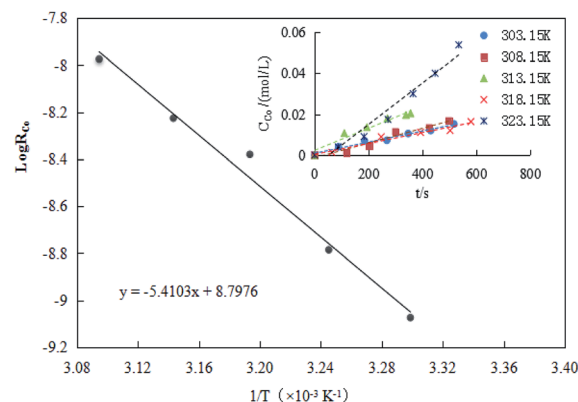 -7.8
-8
-8.2
-8.4
-8.6
-8.8
-9
-9.2
LogR_Co
3.08
3.12
3.16
3.20
3.24
3.28
3.32
3.36
3.40
1/T（×10⁻³ K⁻¹）
y = -5.4103x + 8.7976
0.06
0.04
0.02
0
C_Co /(mol/L)
0
200
400
600
800
t/s
303.15K
308.15K
313.15K
318.15K
323.15K